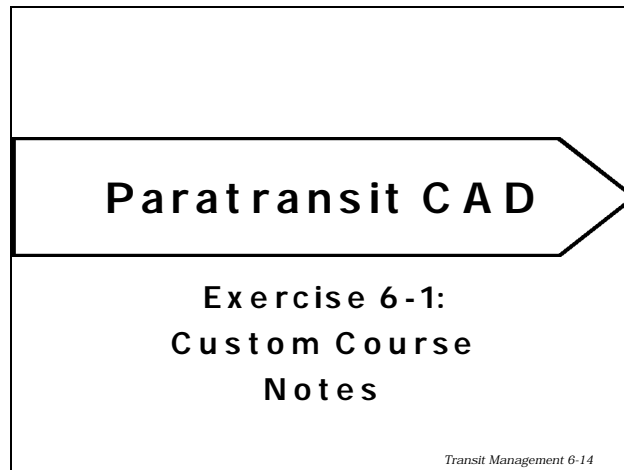 Paratransit CAD
Exercise 6-1:
Custom Course
Notes
Transit Management 6-14